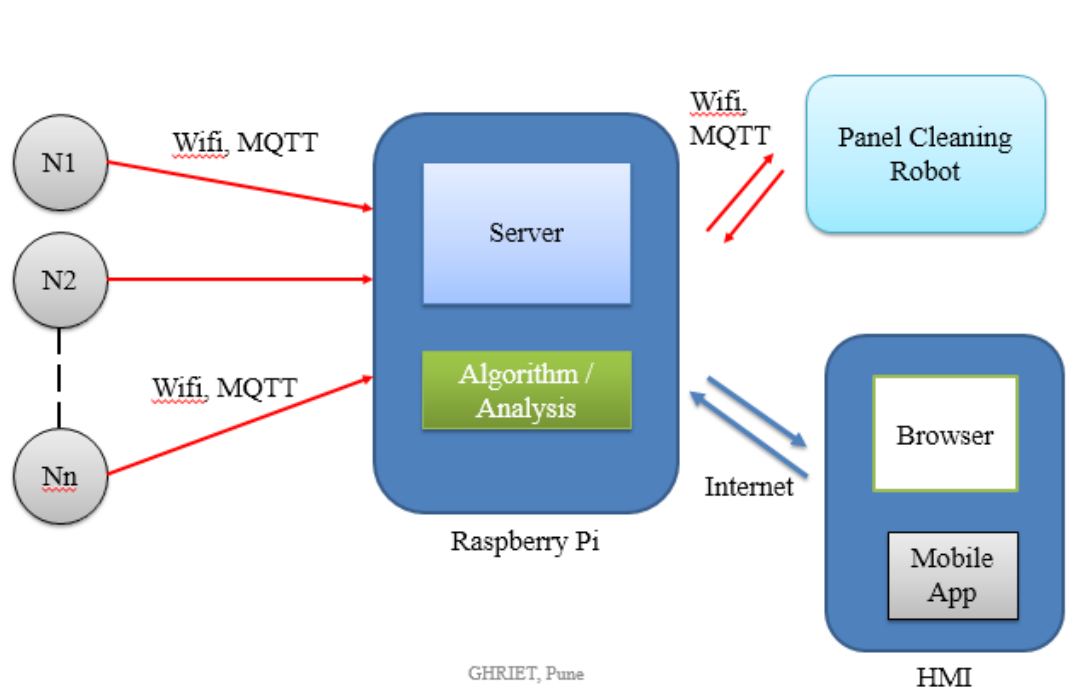 N1
Wifi, MQTT
N2
Wifi, MQTT
Nn
Server
Algorithm /
Analysis
Raspberry Pi
Wifi,
MQTT
Panel Cleaning
Robot
Internet
Browser
Mobile
App
HMI
GHRIET, Pune